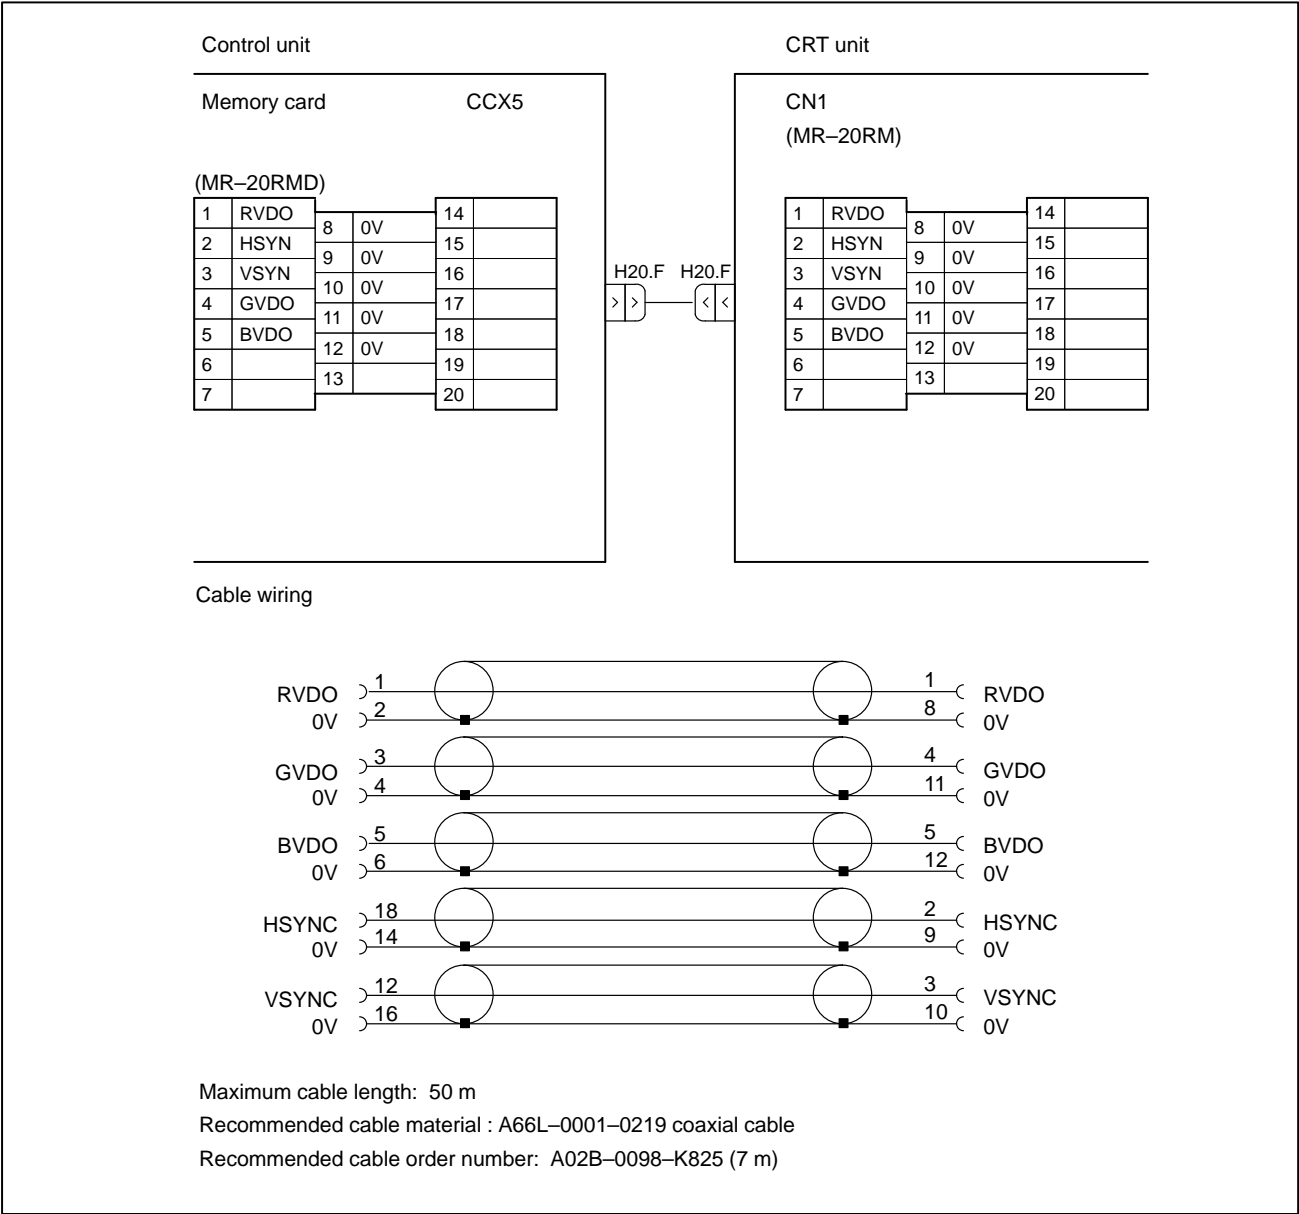 Control unit
CRT unit
Memory card CCX5
CN1
(MR–20RM)
(MR–20RMD)
1 RVDO 14
8 0V
2 HSYN 15
9 0V
3 VSYN 16
10 0V
4 GVDO 17
11 0V
5 BVDO 18
12 0V
6 19
13
7 20
H20.F H20.F
1 RVDO 14
8 0V
2 HSYN 15
9 0V
3 VSYN 16
10 0V
4 GVDO 17
11 0V
5 BVDO 18
12 0V
6 19
13
7 20
Cable wiring
RVDO 1 1 RVDO
0V 2 8 0V
GVDO 3 4 GVDO
0V 4 11 0V
BVDO 5 5 BVDO
0V 6 12 0V
HSYNC 18 2 HSYNC
0V 14 9 0V
VSYNC 12 3 VSYNC
0V 16 10 0V
Maximum cable length: 50 m
Recommended cable material : A66L–0001–0219 coaxial cable
Recommended cable order number: A02B–0098–K825 (7 m)